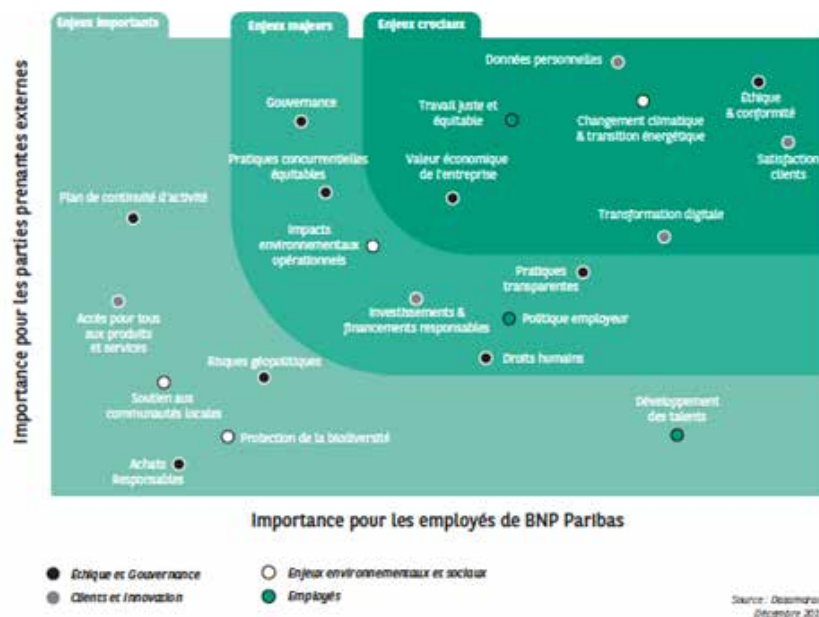 Enjeux importants
Enjeux majeurs
Enjeux cruciaux
Importance pour les parties prenantes externes
Données personnelles
Éthique
& conformité
Gouvernance
Travail juste et
équitable
Changement climatique
& transition énergétique
Satisfaction
clients
Pratiques concurrentielles
équitables
Valeur économique
de l'entreprise
Plan de continuité d'activité
Transformation digitale
Impacts
environnementaux
opérationnels
Pratiques
transparentes
Accès pour tous
aux produits
et services
Investissements &
financements responsables
Politique employeur
Risques géopolitiques
Droits humains
Soutien aux
communautés locales
Développement
des talents
Protection de la biodiversité
Achats
Responsables
Importance pour les employés de BNP Paribas
Éthique et Gouvernance
Enjeux environnementaux et sociaux
Clients et Innovation
Employés
Source :
Décembre